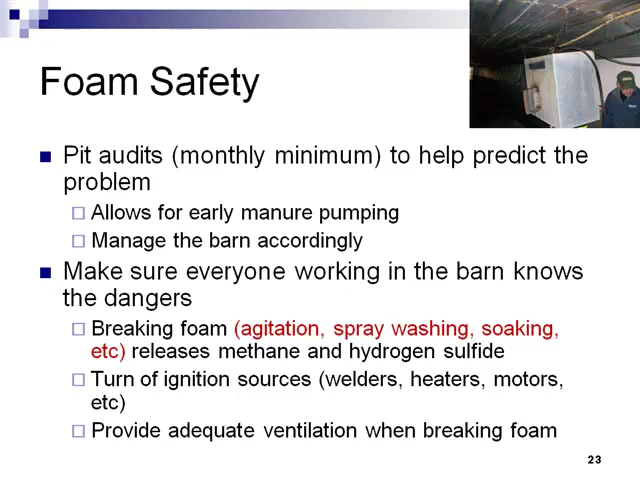 Foam Safety
Pit audits (monthly minimum) to help predict the
problem
Allows for early manure pumping
Manage the barn accordingly
Make sure everyone working in the barn knows
the dangers
Breaking foam (agitation, spray washing, soaking,
etc) releases methane and hydrogen sulfide
Turn of ignition sources (welders, heaters, motors,
etc)
Provide adequate ventilation when breaking foam
23